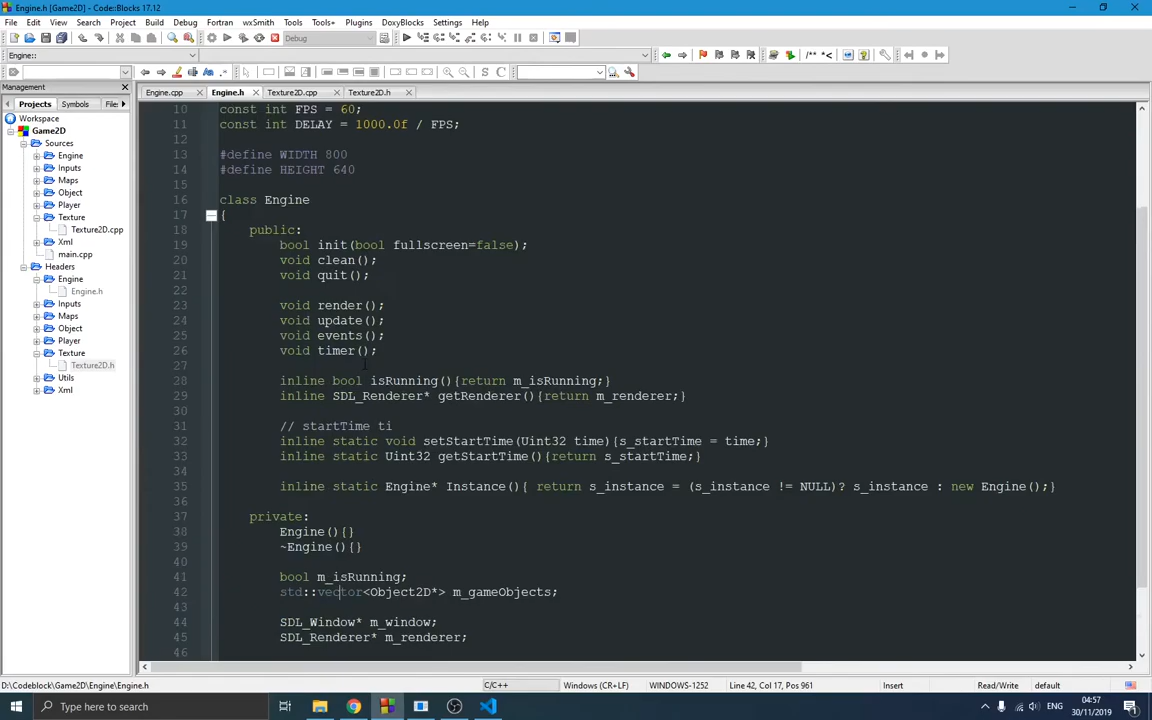 Engine.h [Game2D] - Code::Blocks 17.12
File Edit View Search Project Build Debug Fortran wxSmith Tools Tools+ Plugins DoxyBlocks Settings Help
Debug
Engine::
/** *<
Management
Projects Symbols Files
Engine.cpp Engine.h Texture2D.cpp Texture2D.h
Workspace
Game2D
Sources
Engine
Inputs
Maps
Object
Player
Texture
Texture2D.cpp
Xml
main.cpp
Headers
Engine
Engine.h
Inputs
Maps
Object
Player
Texture
Texture2D.h
Utils
Xml
10 const int FPS = 60;
11 const int DELAY = 1000.0f / FPS;
12
13 #define WIDTH 800
14 #define HEIGHT 640
15
16 class Engine
17 {
18 public:
19 bool init(bool fullscreen=false);
20 void clean();
21 void quit();
22
23 void render();
24 void update();
25 void events();
26 void timer();
27
28 inline bool isRunning(){return m_isRunning;}
29 inline SDL_Renderer* getRenderer(){return m_renderer;}
30
31 // startTime ti
32 inline static void setStartTime(Uint32 time){s_startTime = time;}
33 inline static Uint32 getStartTime(){return s_startTime;}
34
35 inline static Engine* Instance(){ return s_instance = (s_instance != NULL)? s_instance : new Engine();}
36
37 private:
38 Engine(){}
39 ~Engine(){}
40
41 bool m_isRunning;
42 std::vector<Object2D*> m_gameObjects;
43
44 SDL_Window* m_window;
45 SDL_Renderer* m_renderer;
46
D:\Codeblock\Game2D\Engine\Engine.h C/C++ Windows (CR+LF) WINDOWS-1252 Line 42, Col 17, Pos 961 Insert Read/Write default
Type here to search
ENG
04:57
30/11/2019